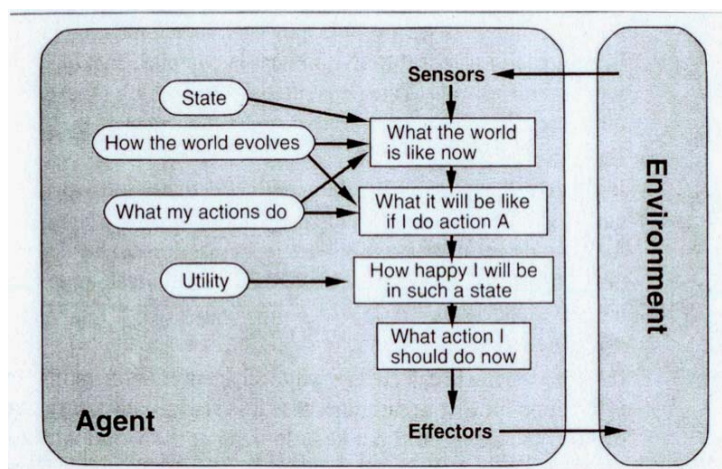 Sensors
State
What the world
is like now
How the world evolves
What it will be like
if I do action A
What my actions do
How happy I will be
in such a state
Utility
What action I
should do now
Agent
Effectors
Environment